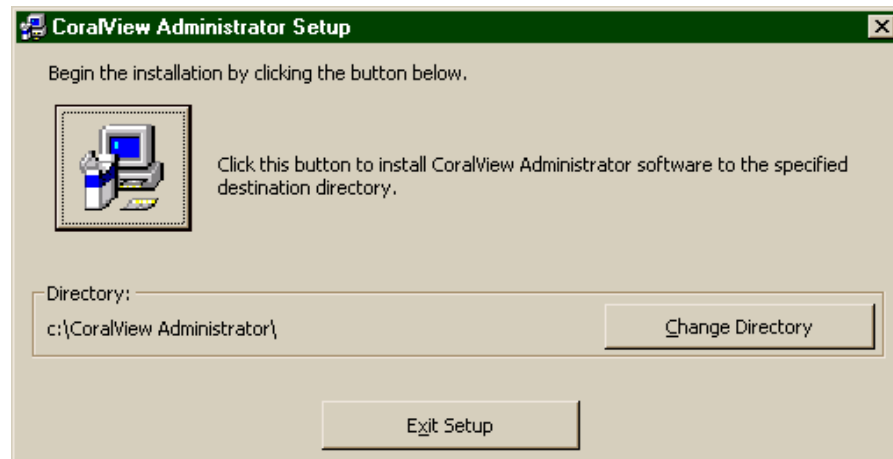 CoralView Administrator Setup
Begin the installation by clicking the button below.
Click this button to install CoralView Administrator software to the specified
destination directory.
Directory:
c:\CoralView Administrator\
Change Directory
Exit Setup